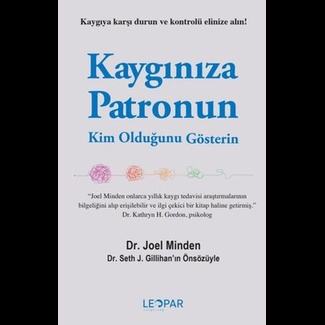 Kaygıya karşı durun ve kontrolü elinize alın!
Kaygınıza
Patronun
Kim Olduğunu Gösterin
“Joel Minden onlarca yıllık kaygı tedavisi araştırmalarının
bilgeliğini alıp erişilebilir ve ilgi çekici bir kitap haline getirmiş.”
Dr. Kathryn H. Gordon, psikolog
Dr. Joel Minden
Dr. Seth J. Gillihan’ın Önsözüyle
LEOPAR